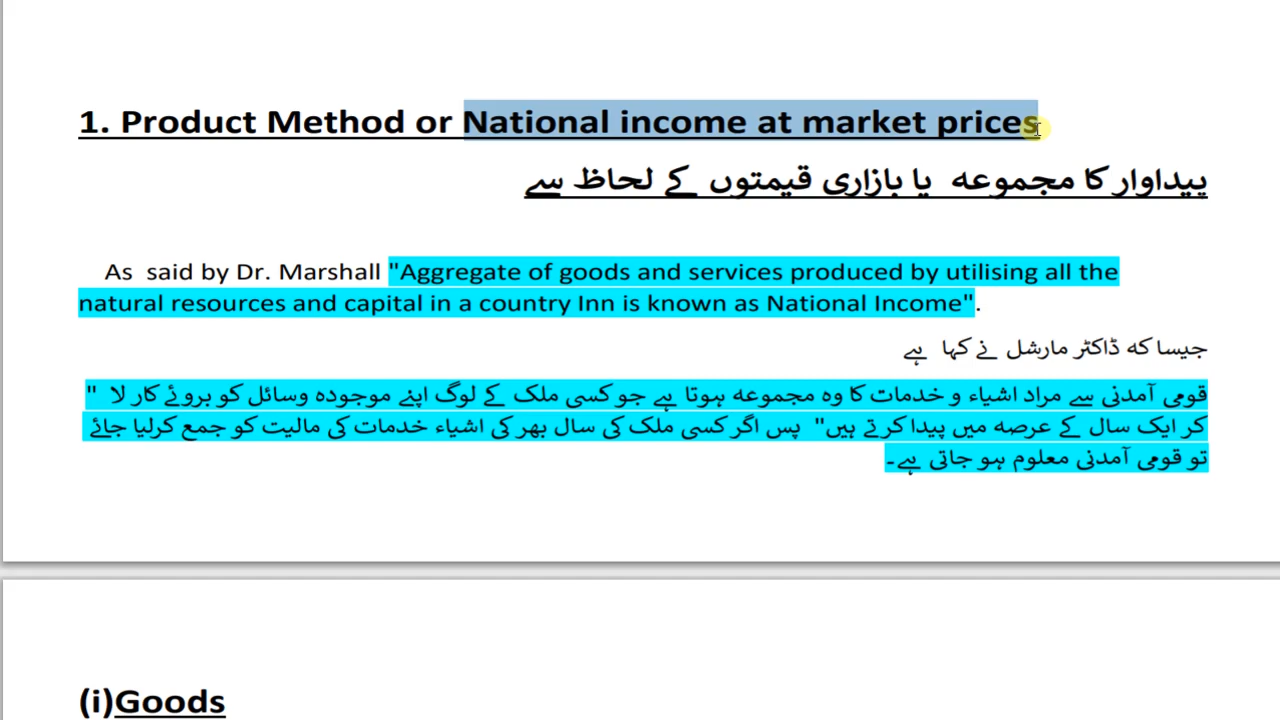 1. Product Method or National income at market prices
پیداوار کا مجموعہ یا بازاری قیمتوں کے لحاظ سے
As said by Dr. Marshall "Aggregate of goods and services produced by utilising all the
natural resources and capital in a country Inn is known as National Income".
جیسا کہ ڈاکٹر مارشل نے کہا ہے
قومی آمدنی سے مراد اشیاء و خدمات کا وہ مجموعہ ہوتا ہے جو کسی ملک کے لوگ اپنے موجودہ وسائل کو بروئے کار لا "
کر ایک سال کے عرصہ میں پیدا کرتے ہیں" پس اگر کسی ملک کی سال بھر کی اشیاء خدمات کی مالیت کو جمع کرلیا جائے
تو قومی آمدنی معلوم ہو جاتی ہے۔
(i)Goods